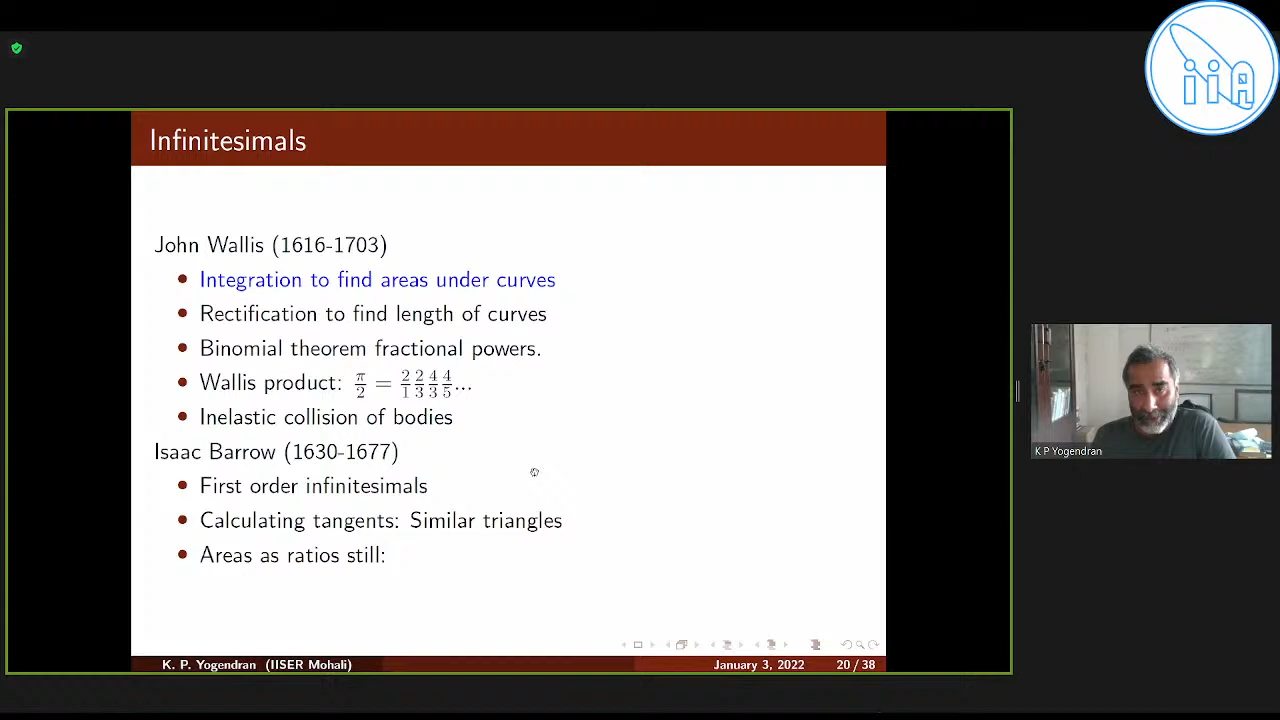 iiA
Infinitesimals
John Wallis (1616-1703)
• Integration to find areas under curves
• Rectification to find length of curves
• Binomial theorem fractional powers.
• Wallis product: π/2 = 2/1 2/3 4/3 4/5...
• Inelastic collision of bodies
Isaac Barrow (1630-1677)
• First order infinitesimals
• Calculating tangents: Similar triangles
• Areas as ratios still:
K. P. Yogendran (IISER Mohali) January 3, 2022 20 / 38
K P Yogendran